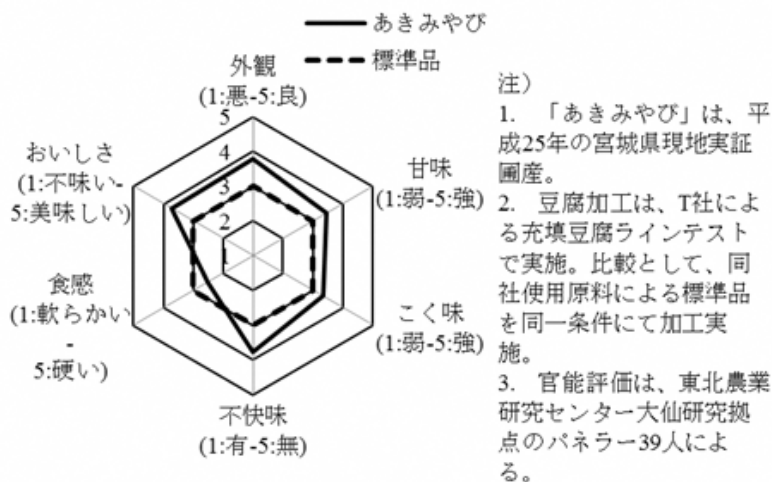 あきみやび
標準品
外観
(1:悪-5:良)
5
4
3
2
1
甘味
(1:弱-5:強)
こく味
(1:弱-5:強)
不快味
(1:有-5:無)
食感
(1:軟らかい
-
5:硬い)
おいしさ
(1:不味い-
5:美味しい)
注）
1.　「あきみやび」は、平
成25年の宮城県現地実証
圃産。
2.　豆腐加工は、T社によ
る充填豆腐ラインテスト
で実施。比較として、同
社使用原料による標準品
を同一条件にて加工実
施。
3.　官能評価は、東北農業
研究センター大仙研究拠
点のパネラー39人によ
る。